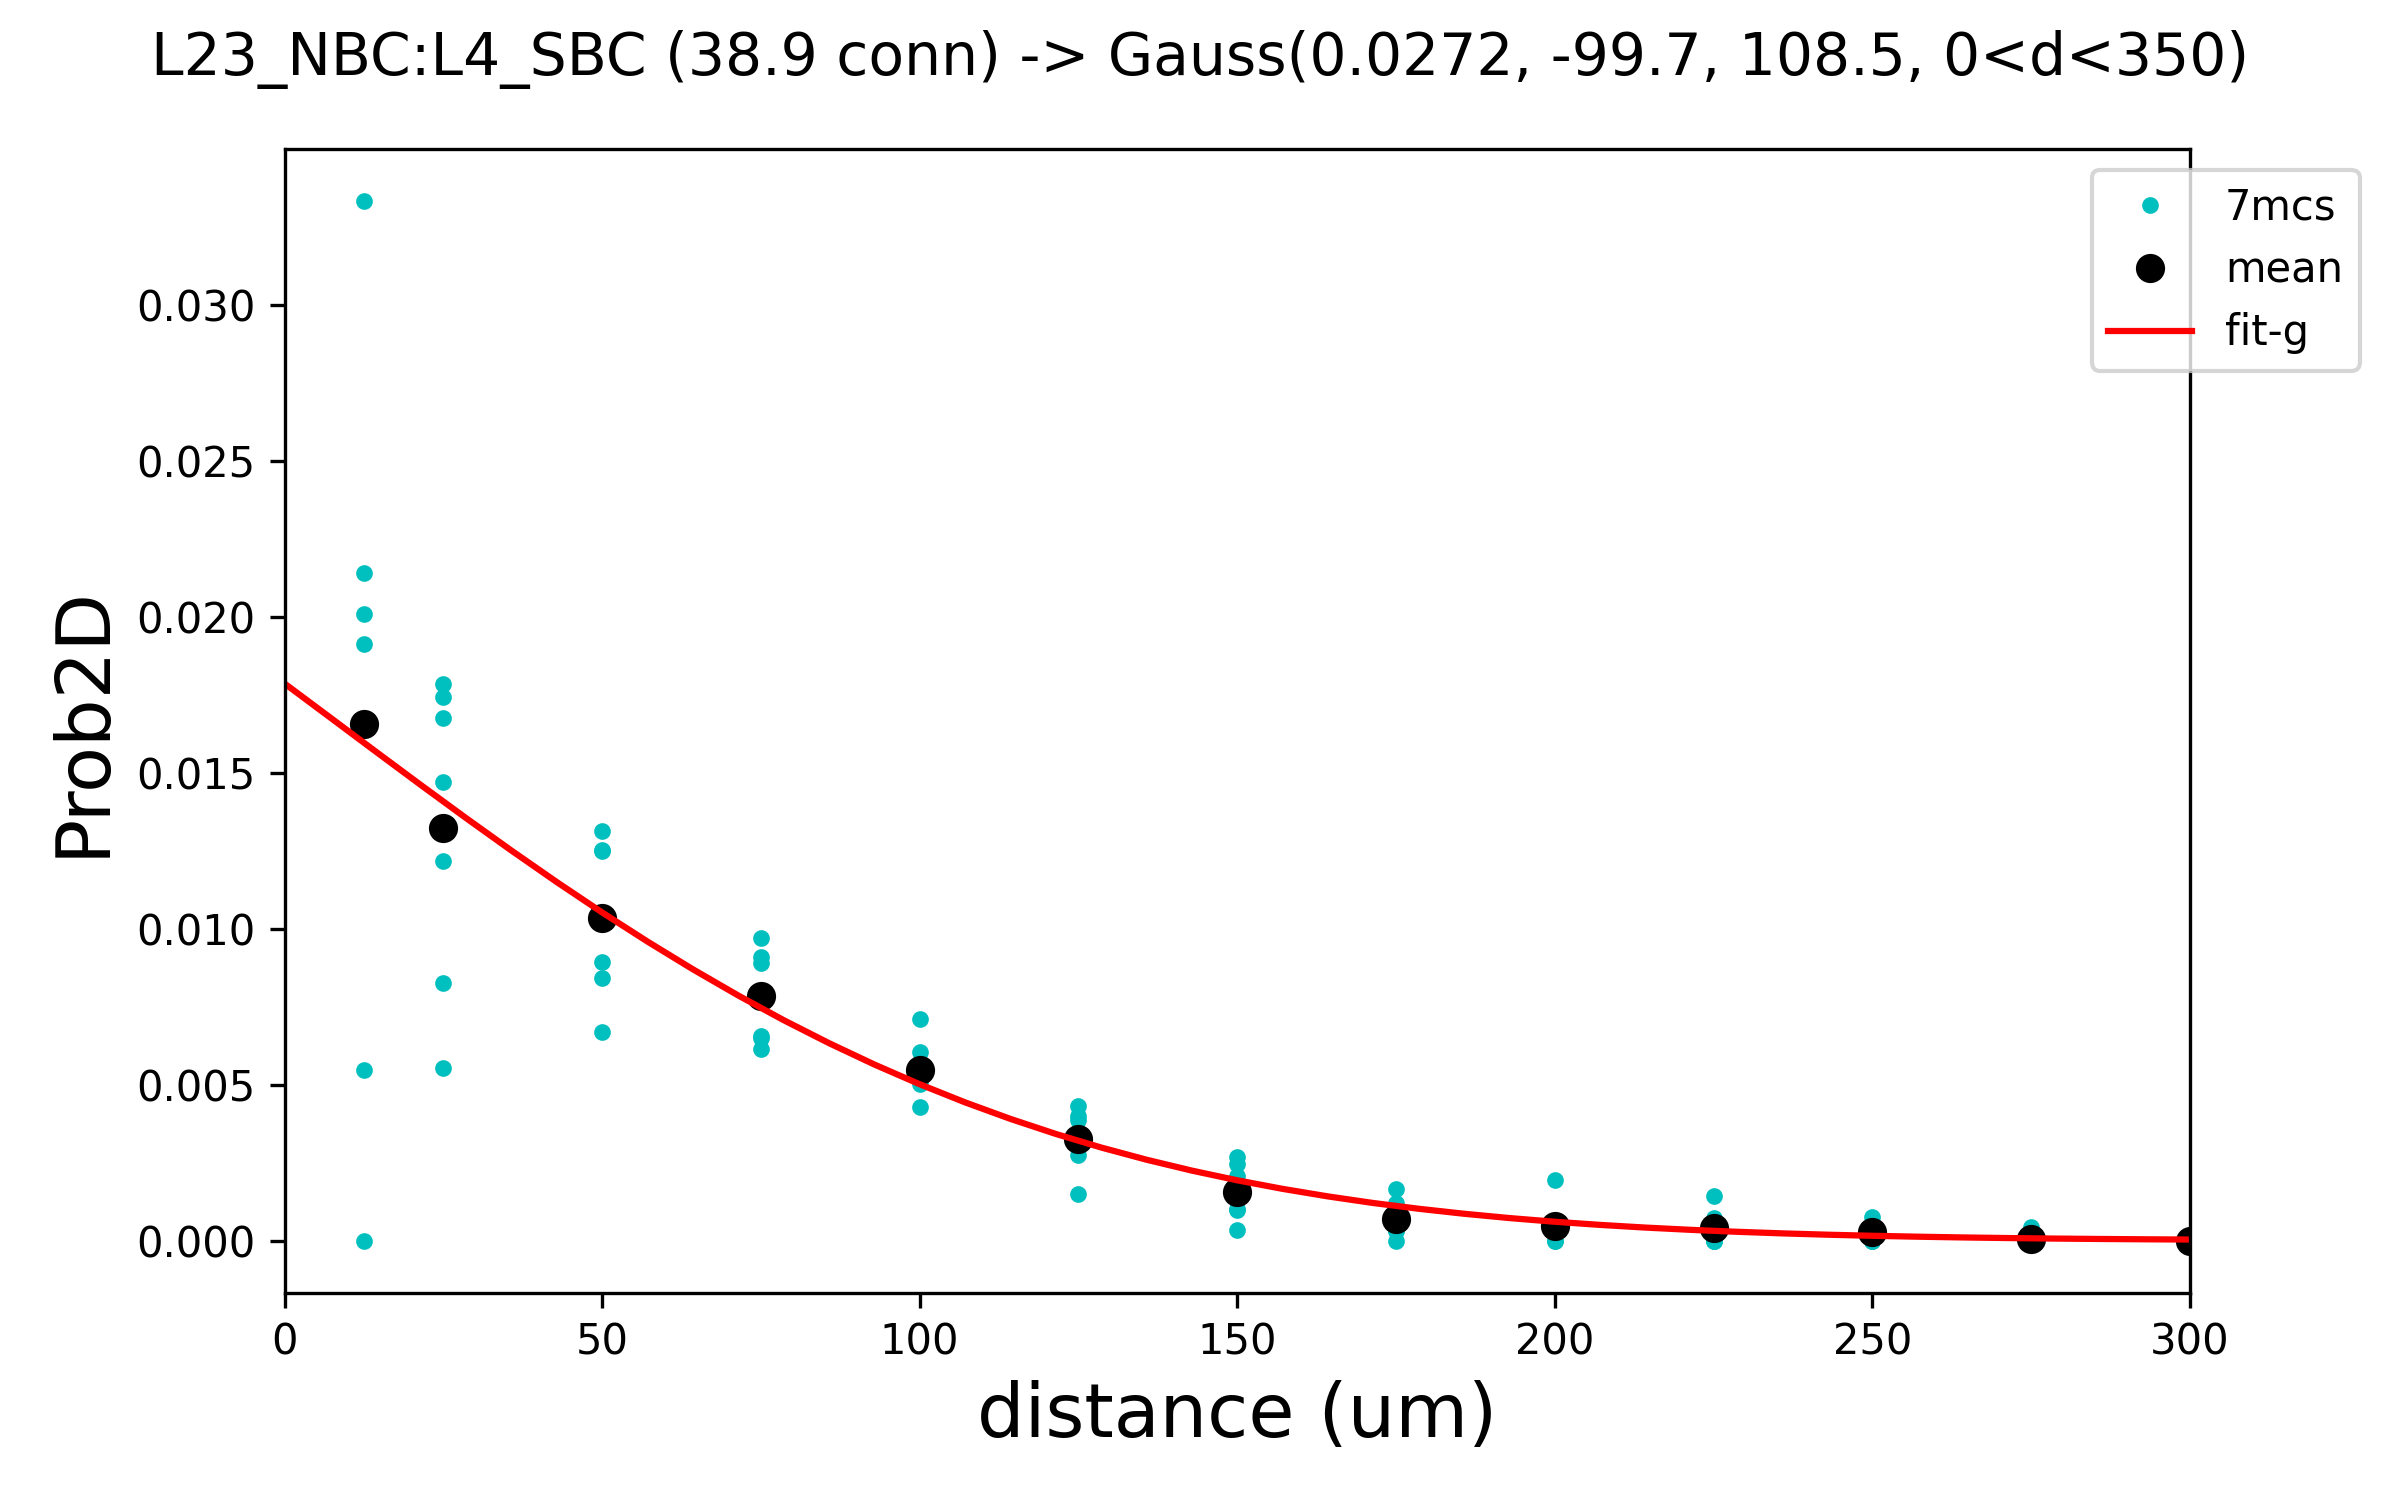 L23_NBC:L4_SBC (38.9 conn) -> Gauss(0.0272, -99.7, 108.5, 0<d<350)
7mcs
mean
fit-g
0.030
0.025
0.020
0.015
0.010
0.005
0.000
Prob2D
0 50 100 150 200 250 300
distance (um)